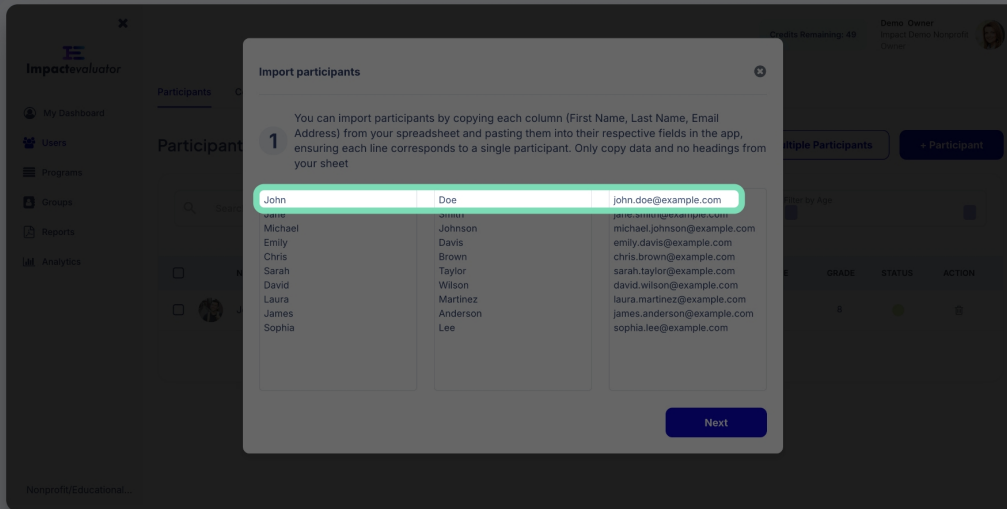 Credits Remaining: 49
Demo Owner
Impact Demo Nonprofit
Owner
Impactevaluator
My Dashboard
Users
Programs
Groups
Reports
Analytics
Nonprofit/Educational...
Participants
Participant
Multiple Participants
+ Participant
Filter by Age
GRADE
STATUS
ACTION
Import participants
1
You can import participants by copying each column (First Name, Last Name, Email
Address) from your spreadsheet and pasting them into their respective fields in the app,
ensuring each line corresponds to a single participant. Only copy data and no headings from
your sheet
John Doe john.doe@example.com
Jane Smith jane.smith@example.com
Michael Johnson michael.johnson@example.com
Emily Davis emily.davis@example.com
Chris Brown chris.brown@example.com
Sarah Taylor sarah.taylor@example.com
David Wilson david.wilson@example.com
Laura Martinez laura.martinez@example.com
James Anderson james.anderson@example.com
Sophia Lee sophia.lee@example.com
Next